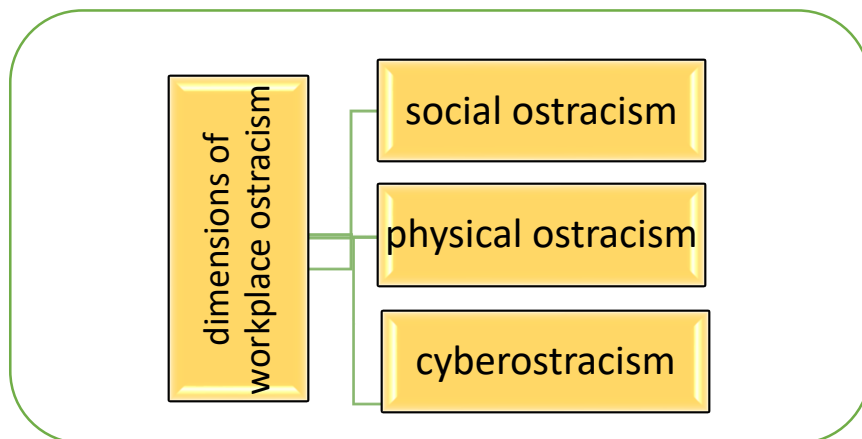 dimensions of
workplace ostracism
social ostracism
physical ostracism
cyberostracism